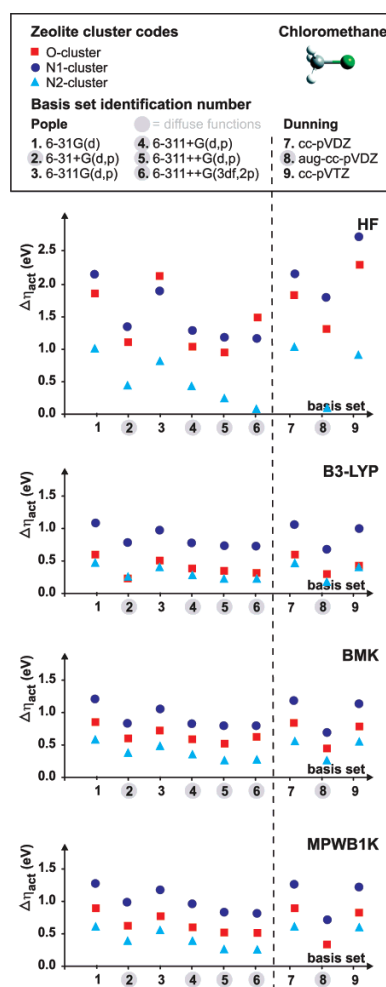 Zeolite cluster codes
Chloromethane
O-cluster
N1-cluster
N2-cluster
Basis set identification number
Pople
= diffuse functions
Dunning
1. 6-31G(d)
4. 6-311+G(d,p)
7. cc-pVDZ
2. 6-31+G(d,p)
5. 6-311++G(d,p)
8. aug-cc-pVDZ
3. 6-311G(d,p)
6. 6-311++G(3df,2p)
9. cc-pVTZ
HF
Δηact (eV)
2.5
2.0
1.5
1.0
0.5
0.0
basis set
1 2 3 4 5 6 7 8 9
B3-LYP
Δηact (eV)
1.5
1.0
0.5
0.0
basis set
1 2 3 4 5 6 7 8 9
BMK
Δηact (eV)
1.5
1.0
0.5
0.0
basis set
1 2 3 4 5 6 7 8 9
MPWB1K
Δηact (eV)
1.5
1.0
0.5
0.0
basis set
1 2 3 4 5 6 7 8 9